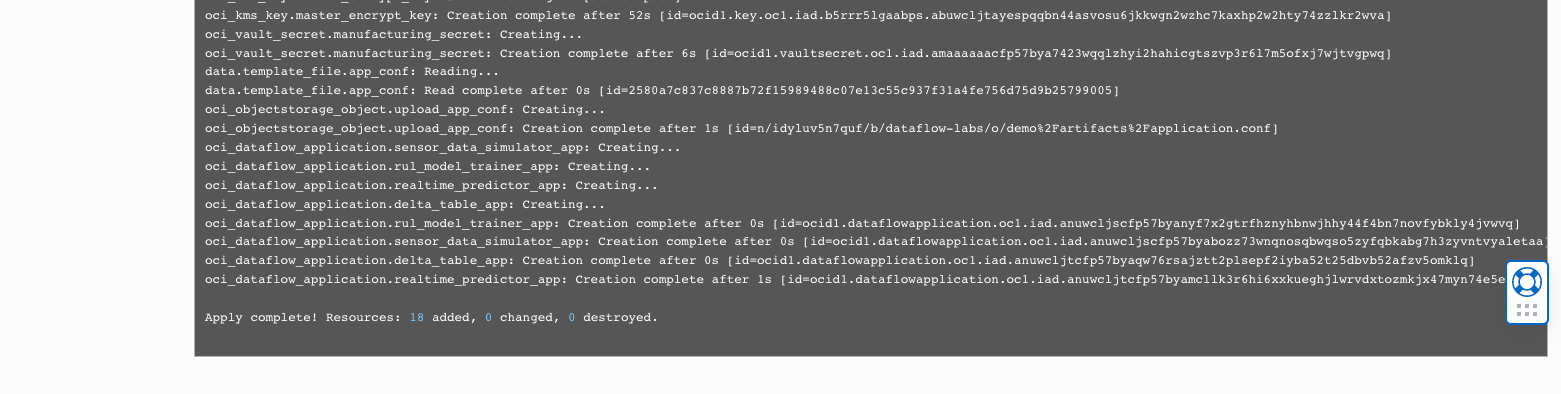 oci_kms_key.master_encrypt_key: Creation complete after 52s [id=ocid1.key.oc1.iad.b5rrr5lgaabps.abuwcljtayespqqbn44asvosu6jkkwgn2wzhc7kaxhp2w2hty74zzlkr2wva]
oci_vault_secret.manufacturing_secret: Creating...
oci_vault_secret.manufacturing_secret: Creation complete after 6s [id=ocid1.vaultsecret.oc1.iad.amaaaaaacfp57bya7423wqqlzhyi2hahicgtszvp3r6l7m5ofxj7wjtvgpwq]
data.template_file.app_conf: Reading...
data.template_file.app_conf: Read complete after 0s [id=2580a7c837c8887b72f15989488c07e13c55c937f31a4fe756d75d9b25799005]
oci_objectstorage_object.upload_app_conf: Creating...
oci_objectstorage_object.upload_app_conf: Creation complete after 1s [id=n/idyluv5n7quf/b/dataflow-labs/o/demo%2Fartifacts%2Fapplication.conf]
oci_dataflow_application.sensor_data_simulator_app: Creating...
oci_dataflow_application.rul_model_trainer_app: Creating...
oci_dataflow_application.realtime_predictor_app: Creating...
oci_dataflow_application.delta_table_app: Creating...
oci_dataflow_application.rul_model_trainer_app: Creation complete after 0s [id=ocid1.dataflowapplication.oc1.iad.anuwcljscfp57byanyf7x2gtrfhznyhbnwjhhy44f4bn7novfybkly4jvwvq]
oci_dataflow_application.sensor_data_simulator_app: Creation complete after 0s [id=ocid1.dataflowapplication.oc1.iad.anuwcljscfp57byabozz73wnqnosqbwqso5zyfqbkabg7h3zyvntvyaletaa]
oci_dataflow_application.delta_table_app: Creation complete after 0s [id=ocid1.dataflowapplication.oc1.iad.anuwcljtcfp57byaqw76rsajztt2plsepf2iyba52t25dbvb52afzv5omklq]
oci_dataflow_application.realtime_predictor_app: Creation complete after 1s [id=ocid1.dataflowapplication.oc1.iad.anuwcljtcfp57byamcllk3r6hi6xxkueghjlwrvdxtozmkjx47myn74e5e
Apply complete! Resources: 18 added, 0 changed, 0 destroyed.